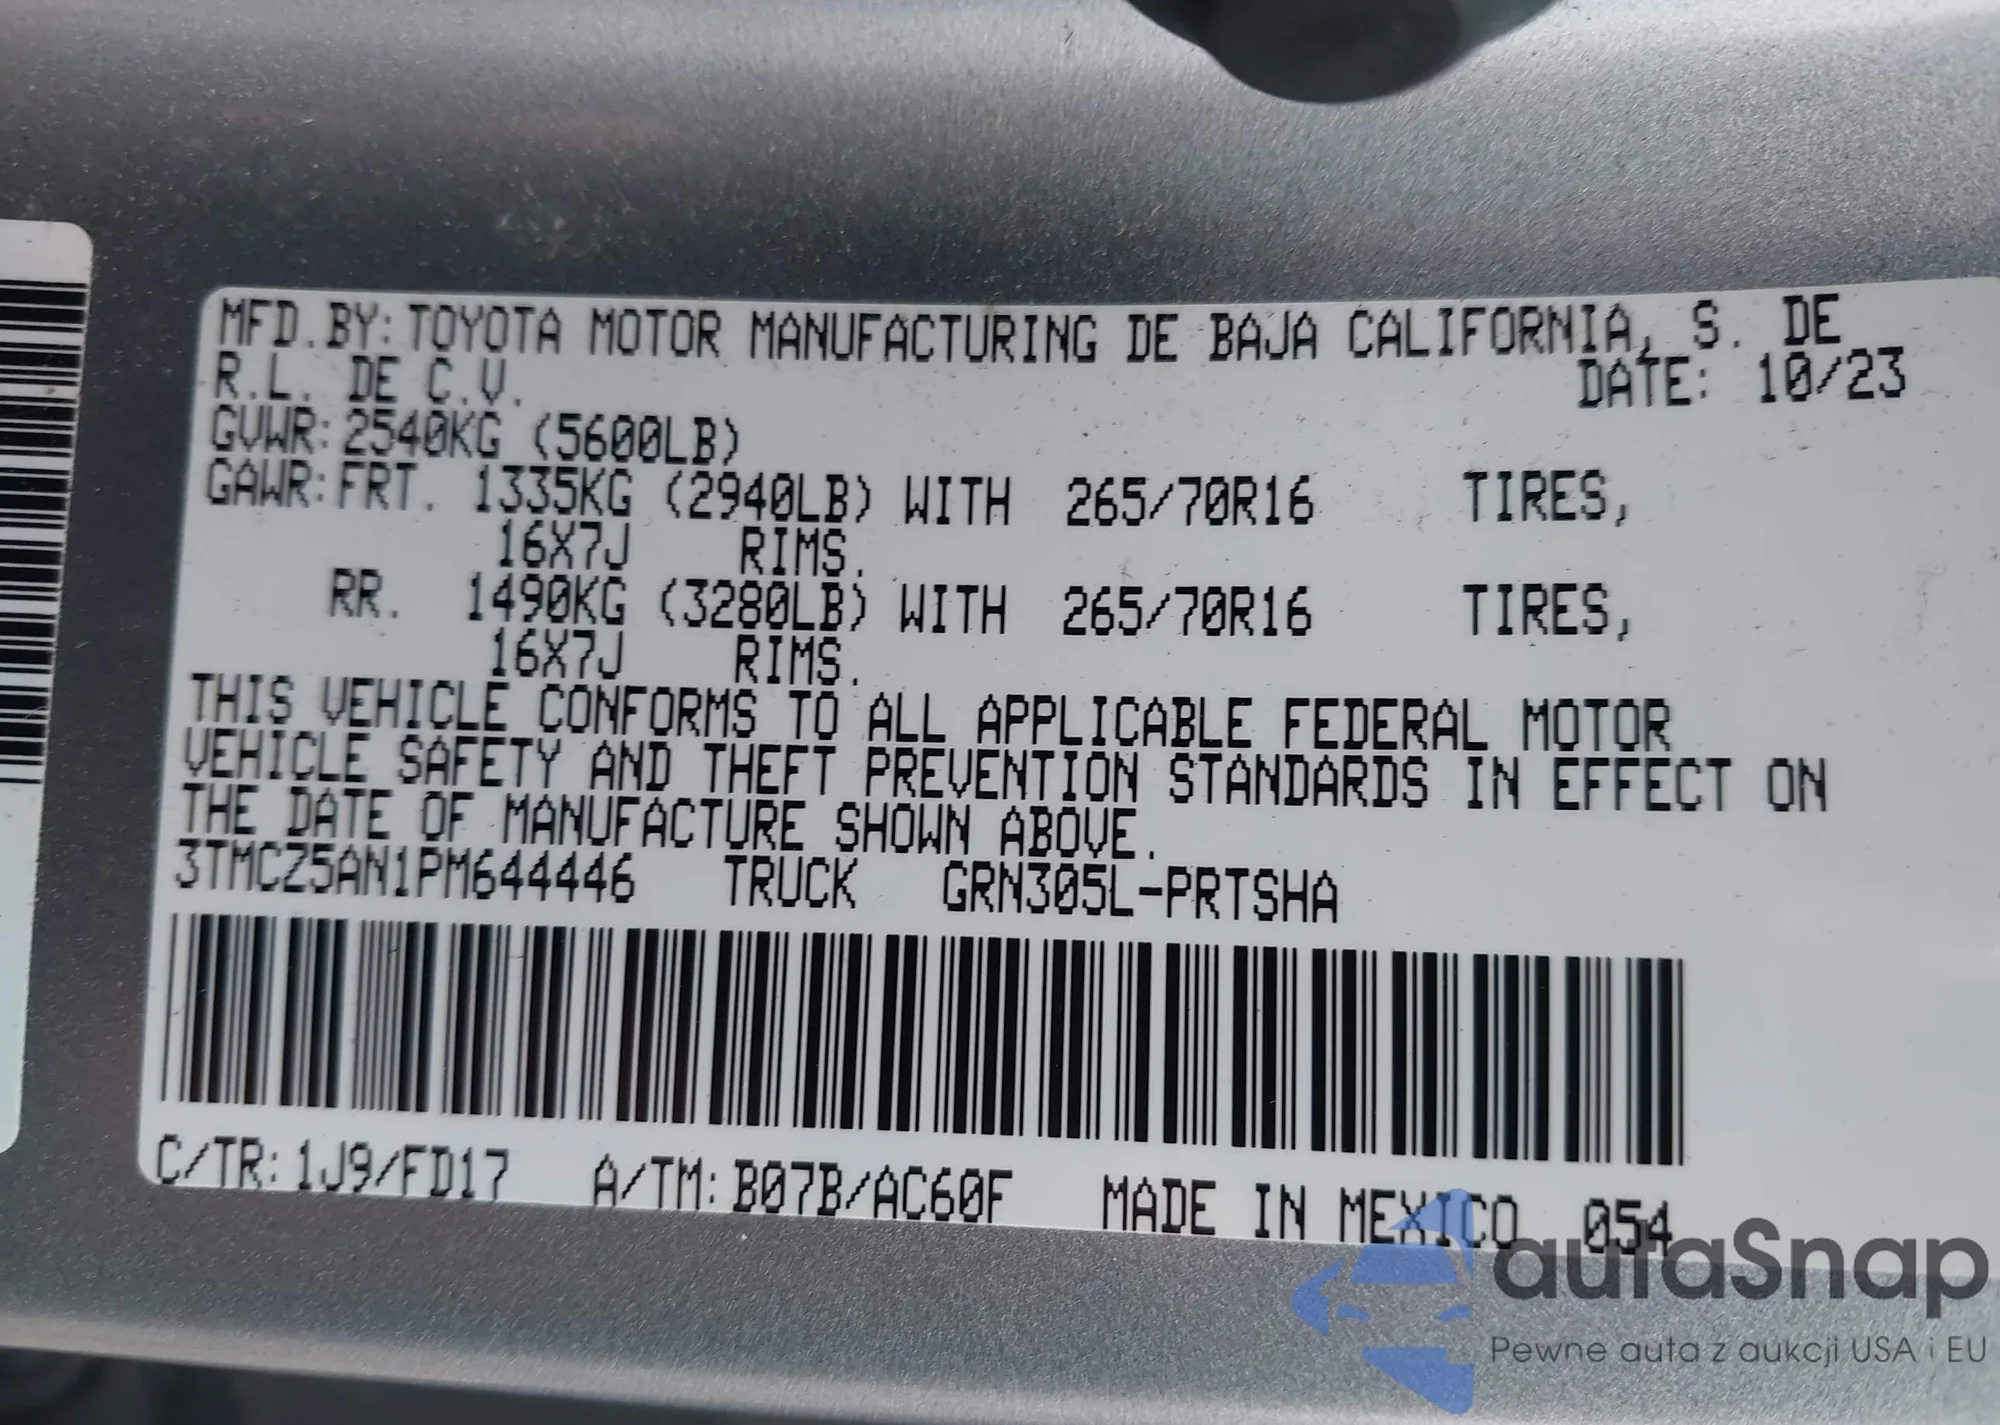 MFD.BY:TOYOTA MOTOR MANUFACTURING DE BAJA CALIFORNIA, S. DE
R.L. DE C.V. DATE: 10/23
GVWR:2540KG (5600LB)
GAWR:FRT. 1335KG (2940LB) WITH 265/70R16 TIRES,
16X7J RIMS.
RR. 1490KG (3280LB) WITH 265/70R16 TIRES,
16X7J RIMS.
THIS VEHICLE CONFORMS TO ALL APPLICABLE FEDERAL MOTOR
VEHICLE SAFETY AND THEFT PREVENTION STANDARDS IN EFFECT ON
THE DATE OF MANUFACTURE SHOWN ABOVE.
3TMCZ5AN1PM644446 TRUCK GRN305L-PRTSHA
C/TR:1J9/FD17 A/TM:B07B/AC60F MADE IN MEXICO 054
autaSnap
Pewne auta z aukcji USA i EU